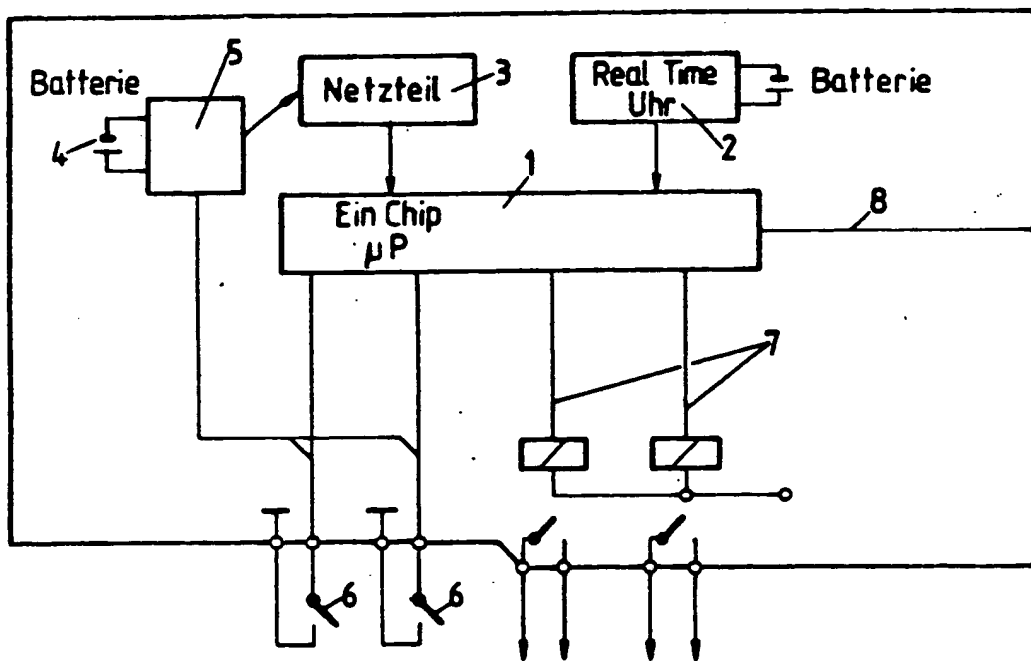 5
Batterie
4
Netzteil
3
Real Time
Uhr
2
Batterie
1
Ein Chip
μP
8
7
6
6